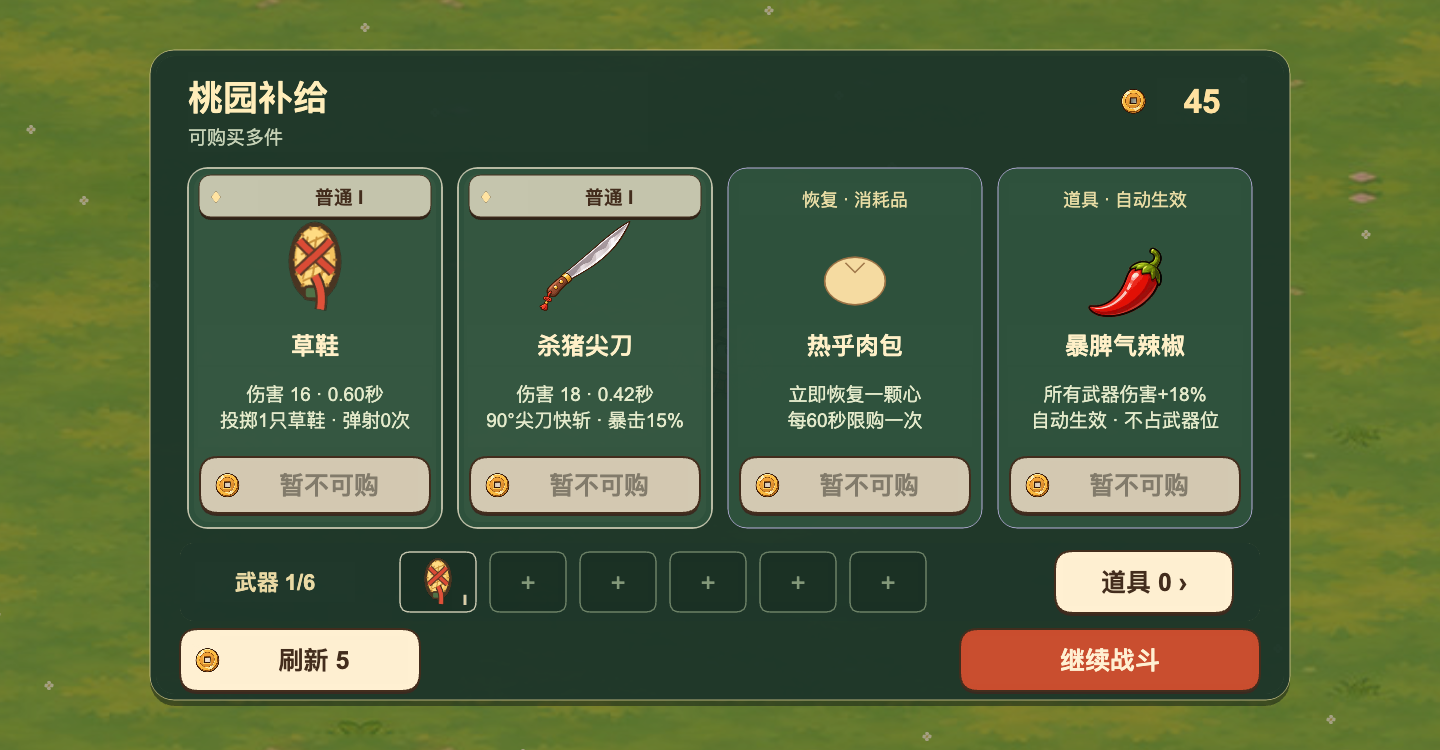 桃园补给
45
可购买多件
普通 I
普通 I
恢复 · 消耗品
道具 · 自动生效
草鞋
杀猪尖刀
热乎肉包
暴脾气辣椒
伤害 16 · 0.60秒
投掷1只草鞋 · 弹射0次
伤害 18 · 0.42秒
90°尖刀快斩 · 暴击15%
立即恢复一颗心
每60秒限购一次
所有武器伤害+18%
自动生效 · 不占武器位
暂不可购
暂不可购
暂不可购
暂不可购
武器 1/6
I
+
+
+
+
+
道具 0 ›
刷新 5
继续战斗